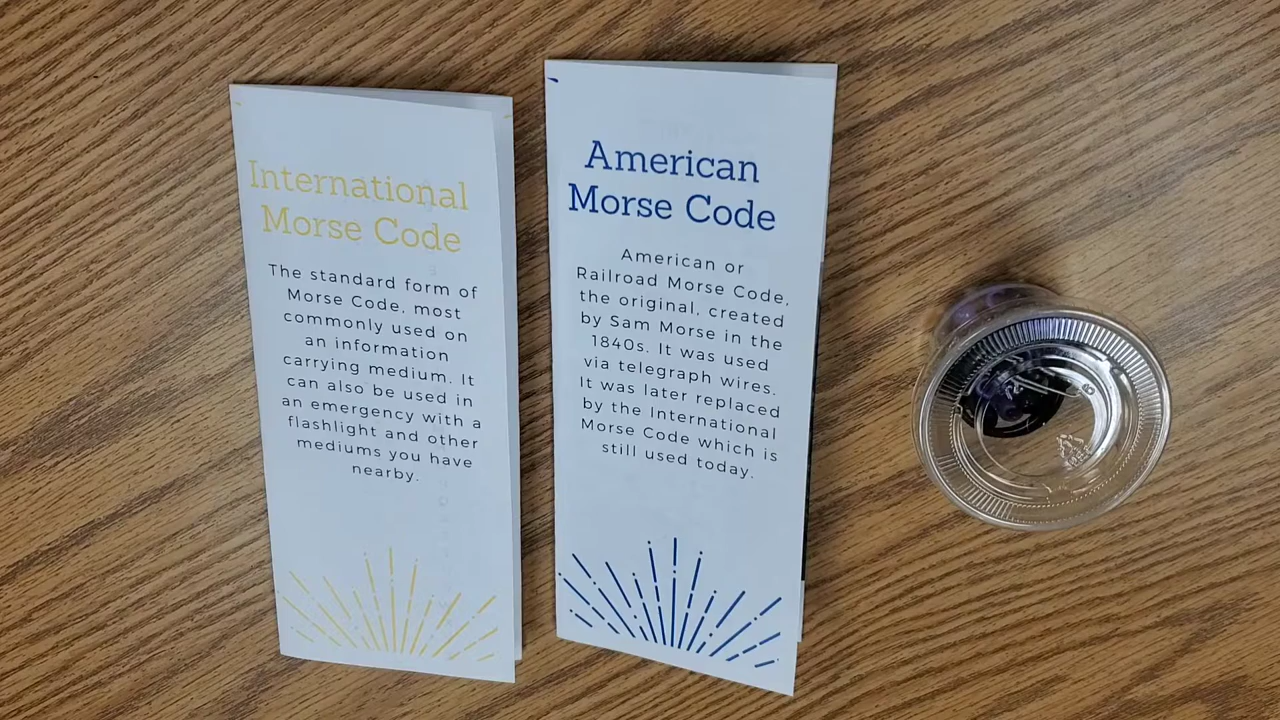 International
Morse Code
The standard form of
Morse Code, most
commonly used on
an information
carrying medium. It
can also be used in
an emergency with a
flashlight and other
mediums you have
nearby.
American
Morse Code
American or
Railroad Morse Code,
the original, created
by Sam Morse in the
1840s. It was used
via telegraph wires.
It was later replaced
by the International
Morse Code which is
still used today.